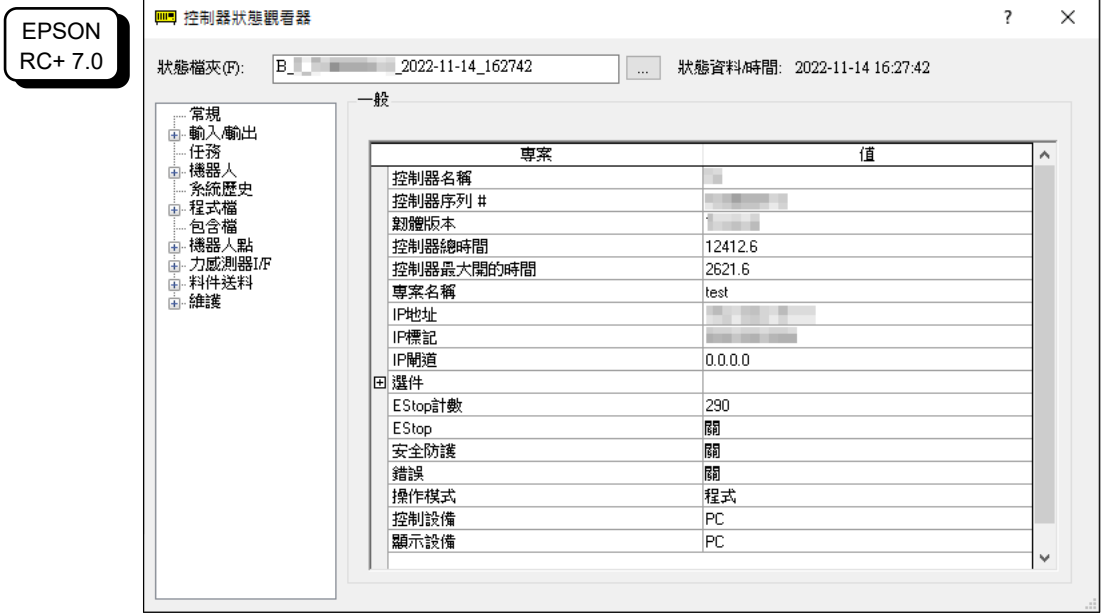 EPSON
RC+ 7.0
控制器狀態觀看器
狀態檔夾(F): B_ _2022-11-14_162742 ... 狀態資料/時間: 2022-11-14 16:27:42
常規
輸入/輸出
任務
機器人
系統歷史
程式檔
包含檔
機器人點
力感測器I/F
料件送料
維護
一般
專案 值
控制器名稱
控制器序列 #
韌體版本
控制器總時間 12412.6
控制器最大開的時間 2621.6
專案名稱 test
IP地址
IP標記
IP閘道 0.0.0.0
選件
EStop計數 290
EStop 關
安全防護 關
錯誤 關
操作模式 程式
控制設備 PC
顯示設備 PC